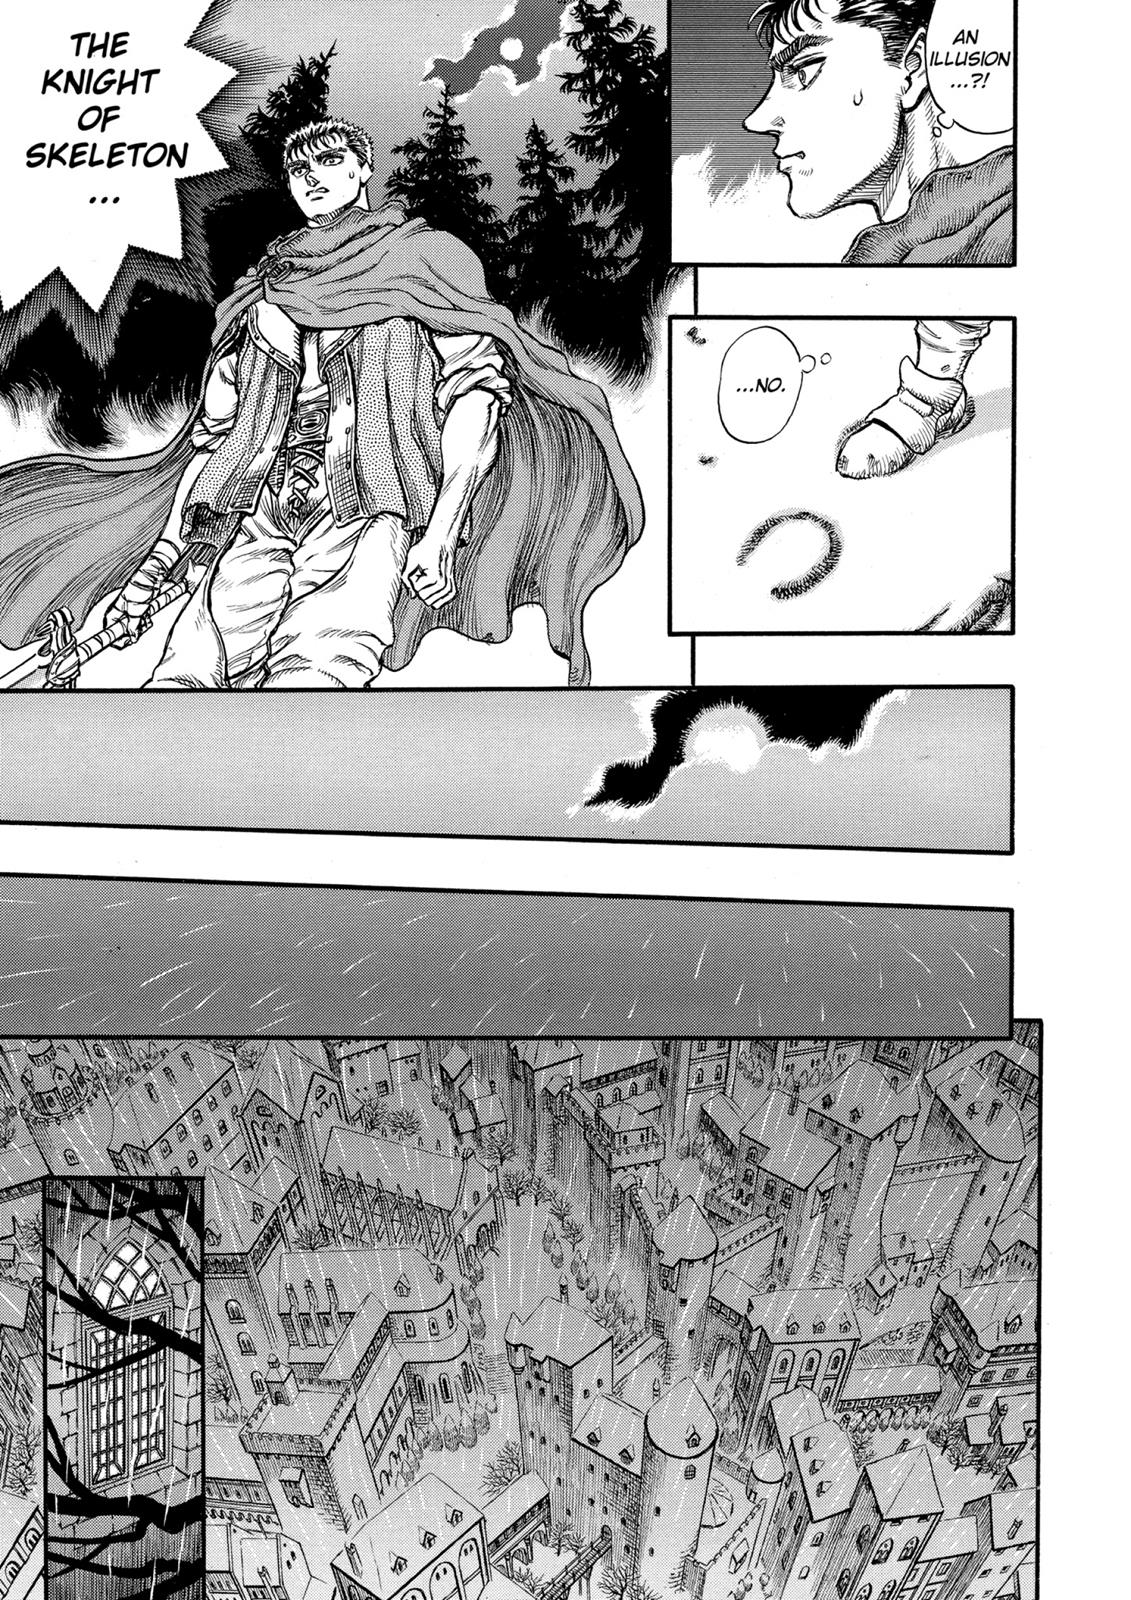 AN
ILLUSION
...?!
...NO.
THE
KNIGHT
OF
SKELETON
...